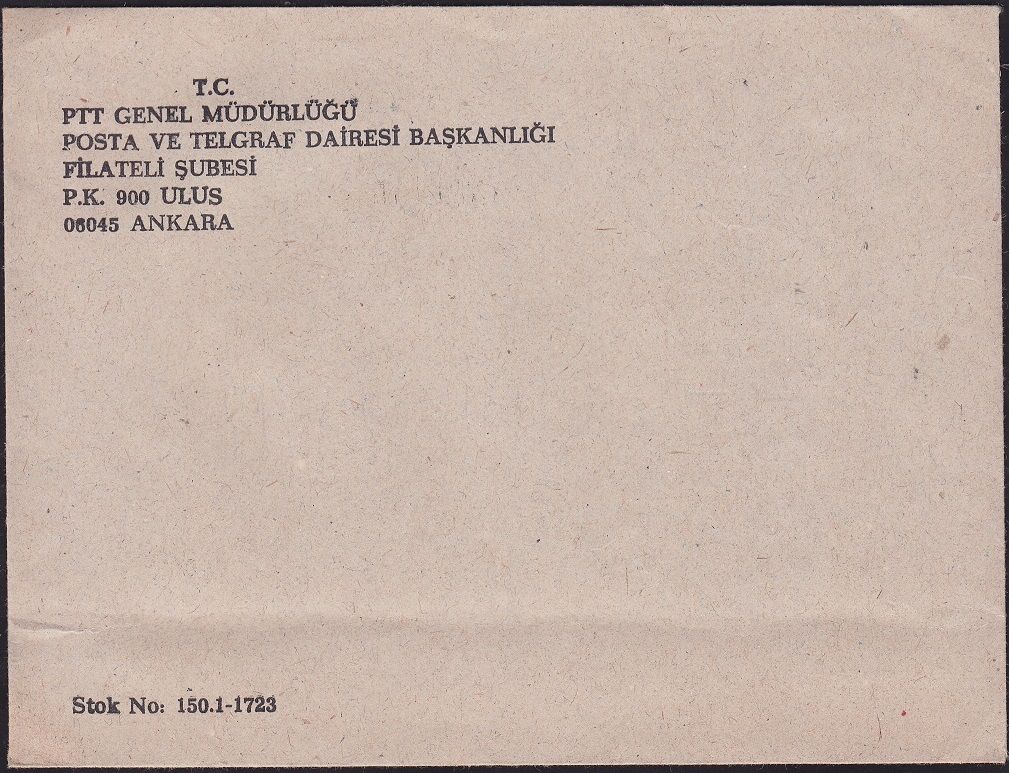 T.C.
PTT GENEL MÜDÜRLÜĞÜ
POSTA VE TELGRAF DAİRESİ BAŞKANLIĞI
FİLATELİ ŞUBESİ
P.K. 900 ULUS
06045 ANKARA
Stok No: 150.1-1723